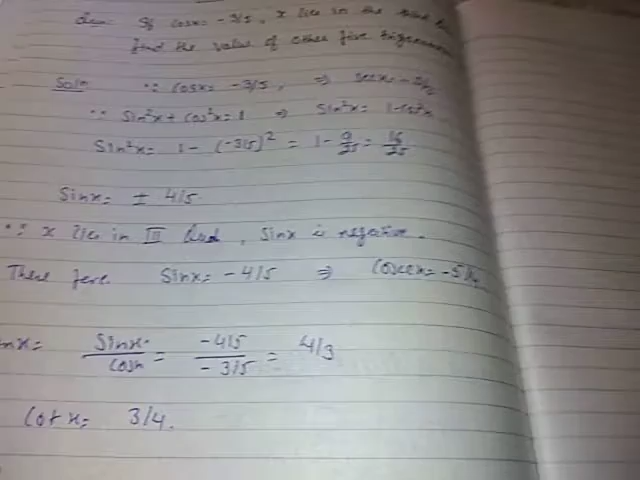 If cosx = -3/5, x lies in the third
find the value of other five
Soln ∵ cosx = -3/5, ⇒ secx = -5/3
∵ sin²x + cos²x = 1 ⇒ sin²x = 1-cos²x
Sin²x = 1 - (-3/5)² = 1 - 9/25 = 16/25
Sinx = ± 4/5
∵ x lies in III Quad, Sinx is negative.
There fore Sinx = -4/5 ⇒ Cosecx = -5/4
nx = Sinx/cosx = -4/5 / -3/5 = 4/3
Cot x = 3/4.